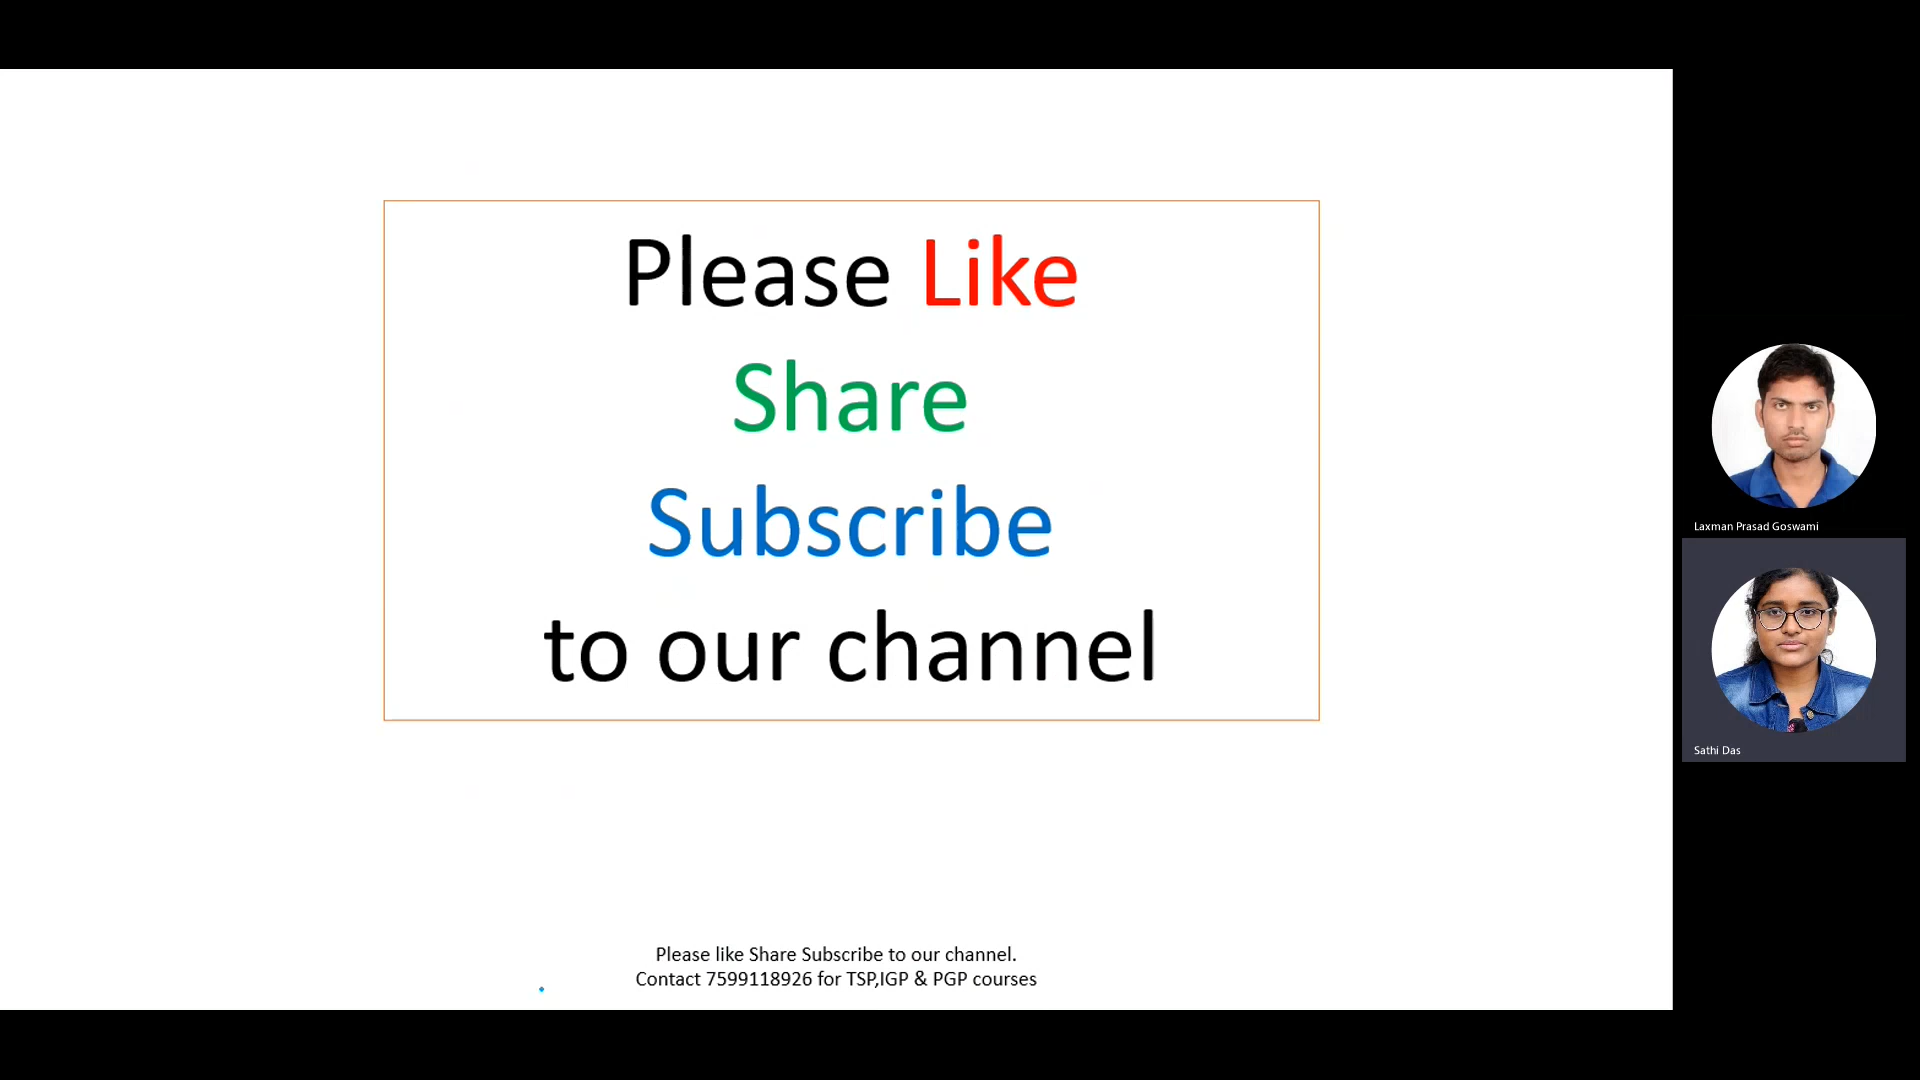 Please Like
Share
Subscribe
to our channel
Please like Share Subscribe to our channel.
Contact 7599118926 for TSP,IGP & PGP courses
Laxman Prasad Goswami
Sathi Das